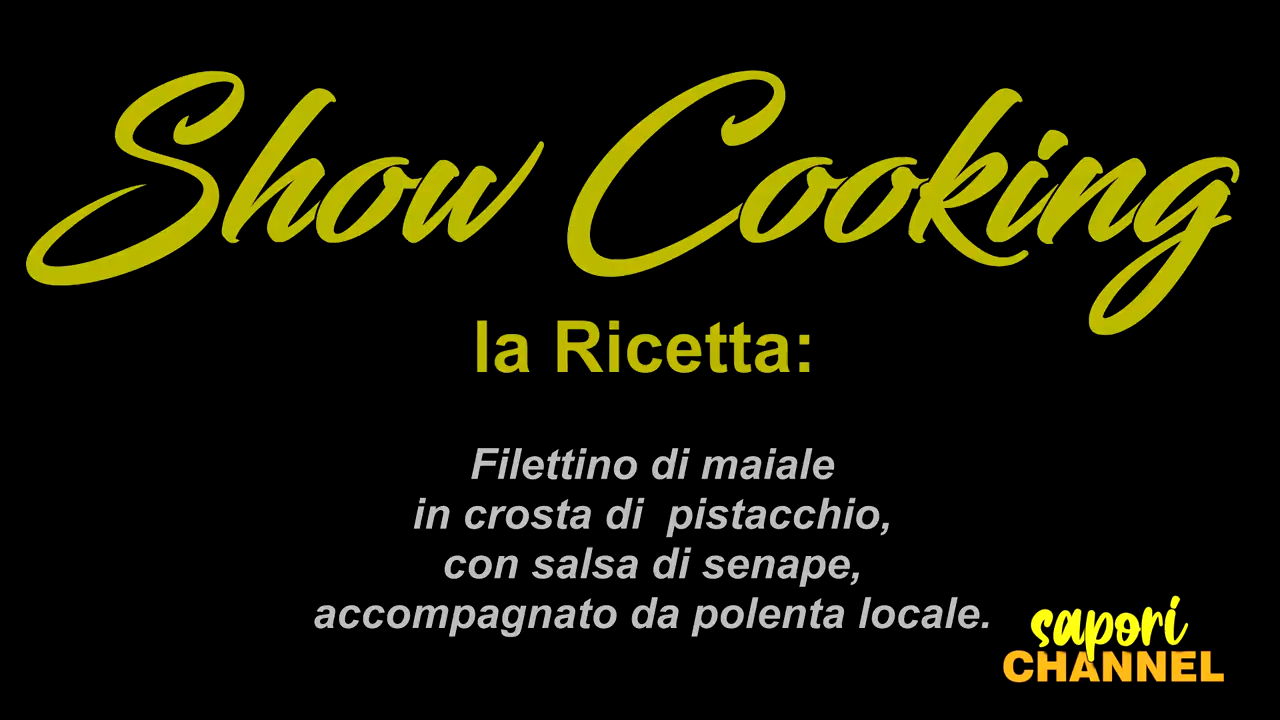 Show Cooking
la Ricetta:
Filettino di maiale
in crosta di  pistacchio,
con salsa di senape,
accompagnato da polenta locale.
sapori
CHANNEL